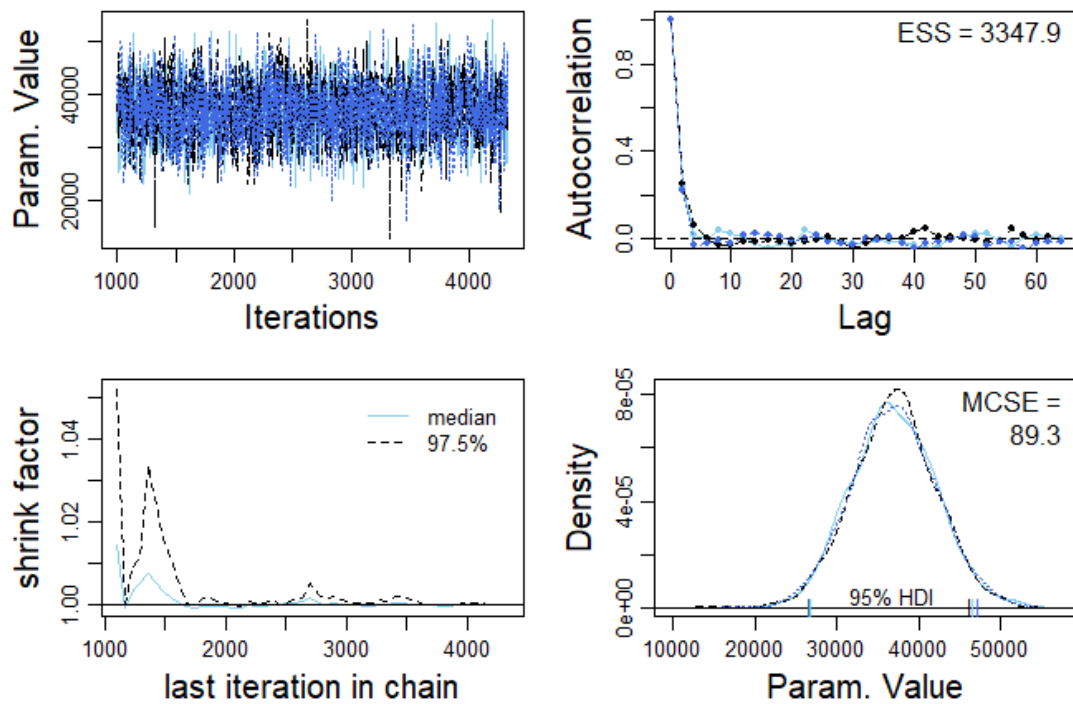 Param. Value
20000 40000
1000 2000 3000 4000
Iterations
Autocorrelation
0.0 0.4 0.8
ESS = 3347.9
0 10 20 30 40 50 60
Lag
shrink factor
1.00 1.02 1.04
median
97.5%
1000 2000 3000 4000
last iteration in chain
Density
0e+00 4e-05 8e-05
MCSE =
89.3
95% HDI
10000 20000 30000 40000 50000
Param. Value